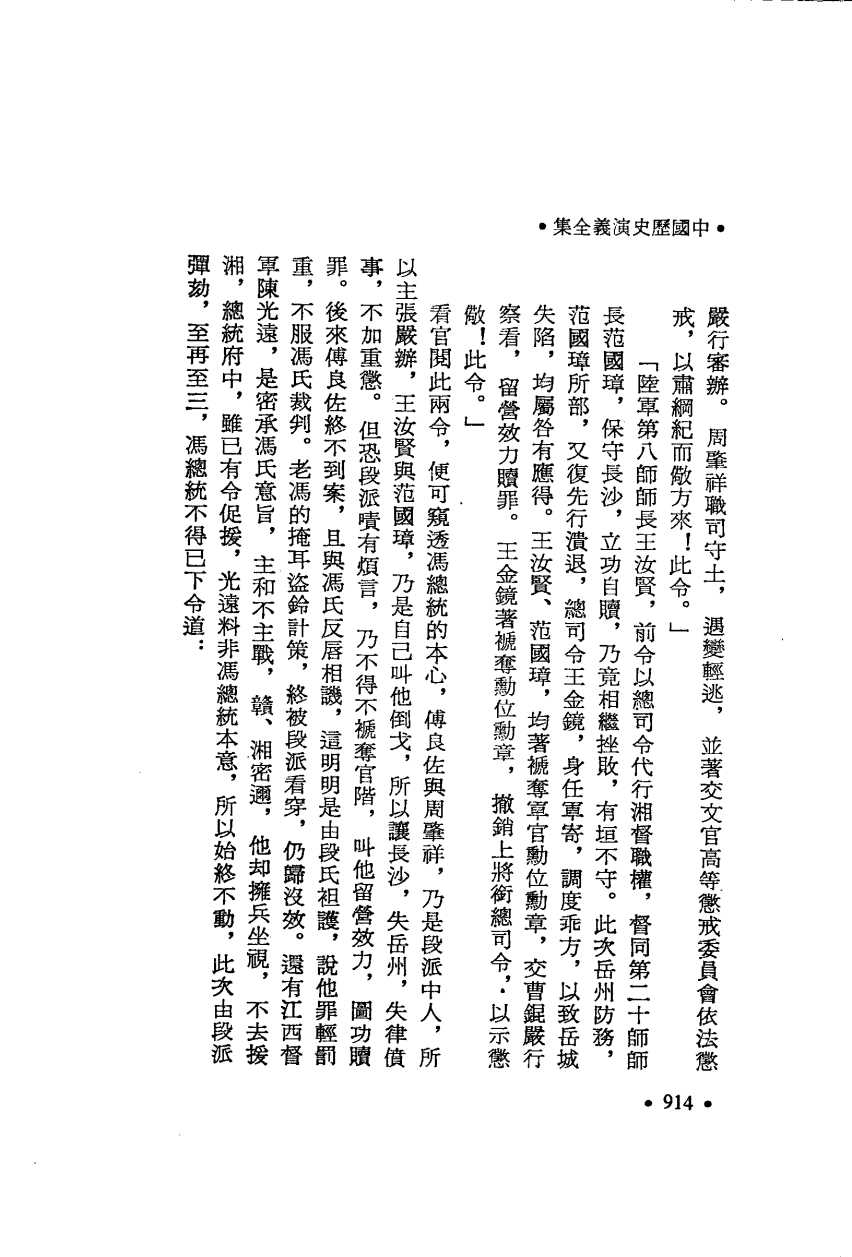 •中國歷史演義全集•
嚴行審辦。周肇祥職司守土，遇變輕逃，並著交文官高等懲戒委員會依法懲
戒，以肅綱紀而儆方來！此令。」
「陸軍第八師師長王汝賢，前令以總司令代行湘督職權，督同第二十師師
長范國璋，保守長沙，立功自贖，乃竟相繼挫敗，有垣不守。此次岳州防務，
范國璋所部，又復先行潰退，總司令王金鏡，身任軍寄，調度乖方，以致岳城
失陷，均屬咎有應得。王汝賢、范國璋，均著褫奪軍官勳位勳章，交曹錕嚴行
察看，留營效力贖罪。王金鏡著褫奪勳位勳章，撤銷上將銜總司令，以示懲
儆！此令。」
看官閱此兩令，便可窺透馮總統的本心，傅良佐與周肇祥，乃是段派中人，所
以主張嚴辦，王汝賢與范國璋，乃是自己叫他倒戈，所以讓長沙，失岳州，失律僨
事，不加重懲。但恐段派嘖有煩言，乃不得不褫奪官階，叫他留營效力，圖功贖
罪。後來傅良佐終不到案，且與馮氏反唇相譏，這明明是由段氏袒護，說他罪輕罰
重，不服馮氏裁判。老馮的掩耳盜鈴計策，終被段派看穿，仍歸沒效。還有江西督
軍陳光遠，是密承馮氏意旨，主和不主戰，贛、湘密邇，他却擁兵坐視，不去援
湘，總統府中，雖已有令促援，光遠料非馮總統本意，所以始終不動，此次由段派
彈劾，至再至三，馮總統不得已下令道：
•914•